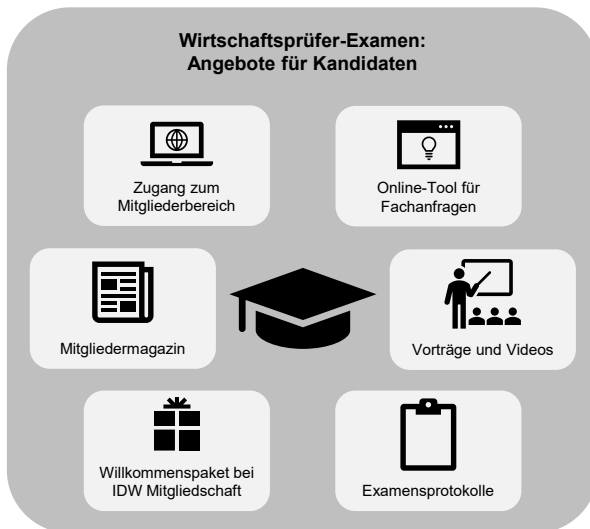 Wirtschaftsprüfer-Examen:
Angebote für Kandidaten
Zugang zum
Mitgliederbereich
Online-Tool für
Fachanfragen
Mitgliedermagazin
Vorträge und Videos
Willkommenspaket bei
IDW Mitgliedschaft
Examensprotokolle